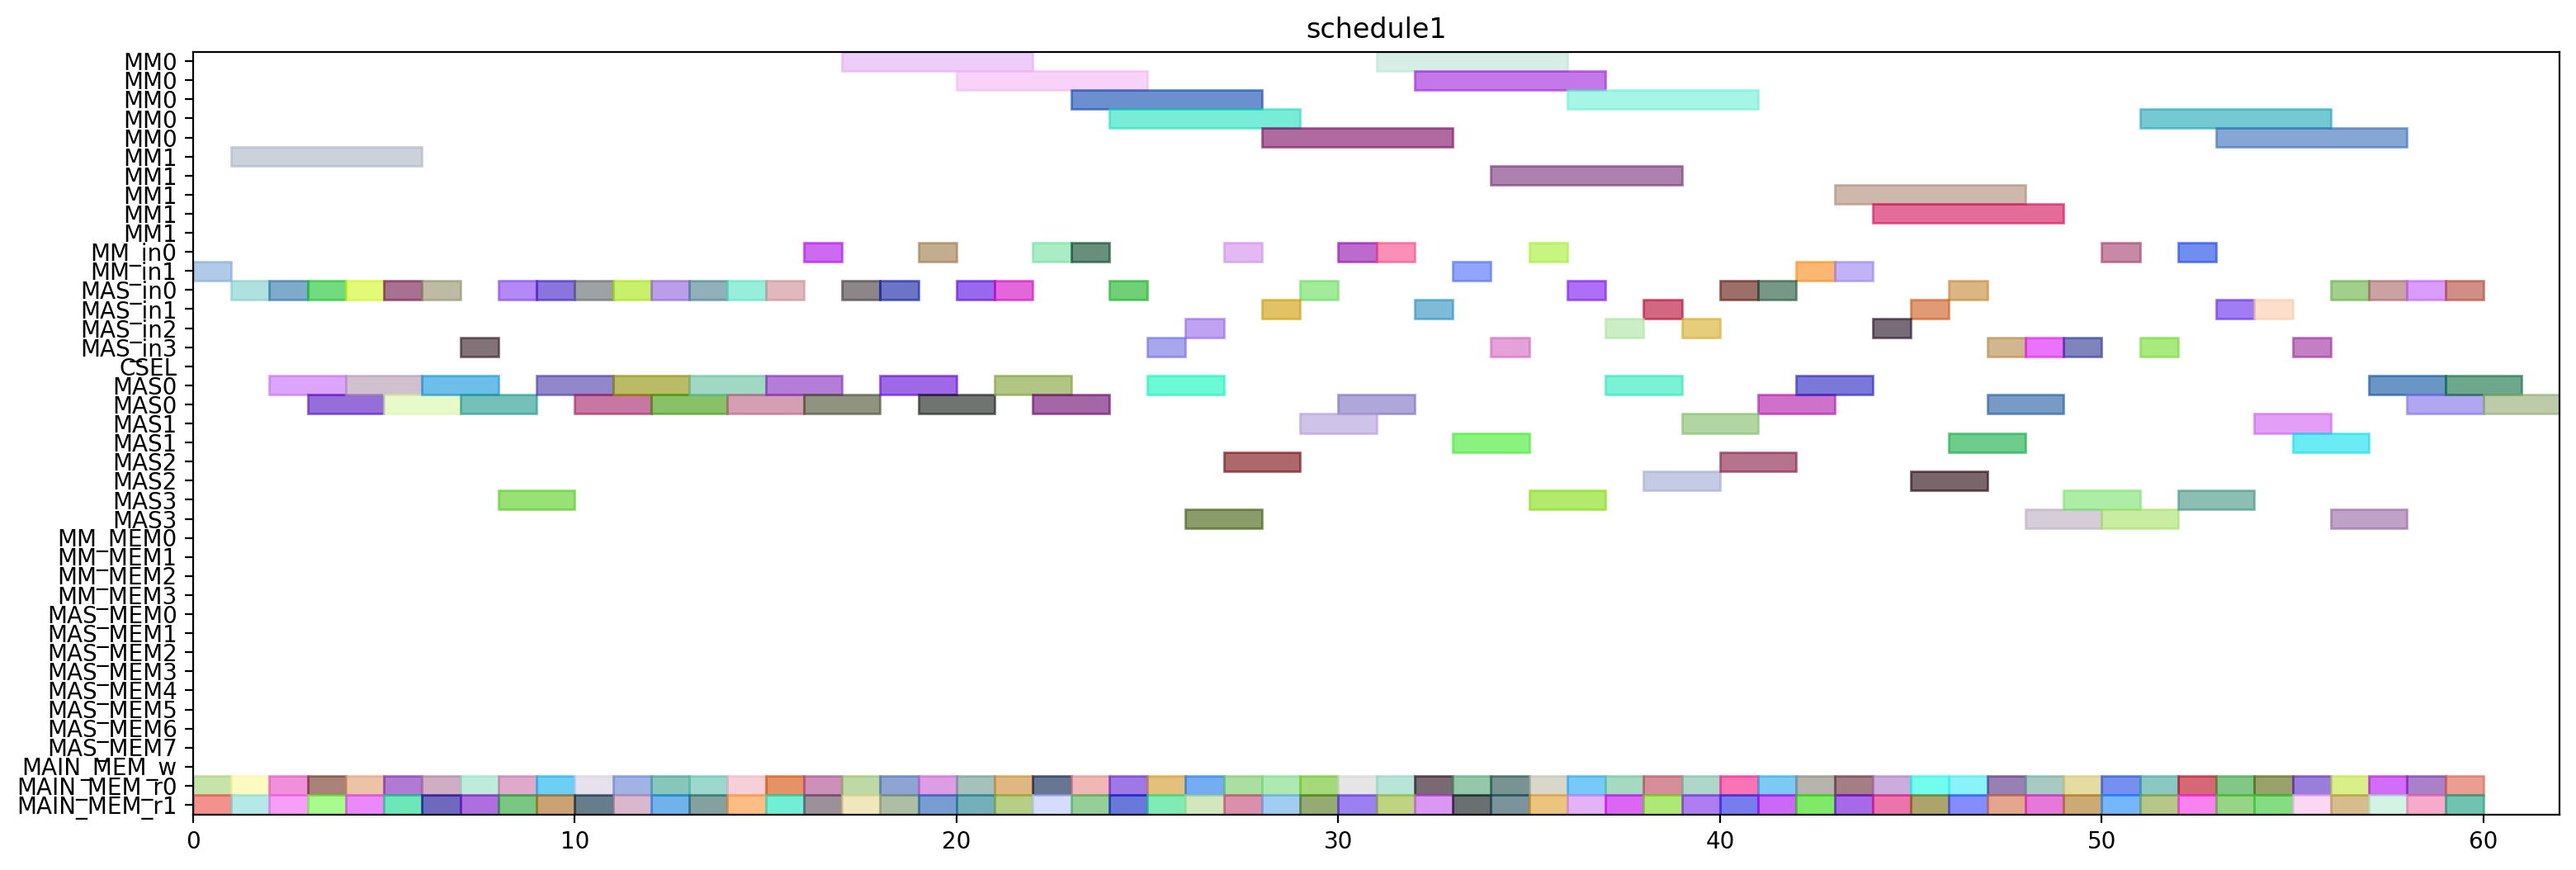 schedule1
MM0
MM0
MM0
MM0
MM0
MM1
MM1
MM1
MM1
MM1
MM_in0
MM_in1
MAS_in0
MAS_in1
MAS_in2
MAS_in3
CSEL
MAS0
MAS0
MAS1
MAS1
MAS2
MAS2
MAS3
MAS3
MM_MEM0
MM_MEM1
MM_MEM2
MM_MEM3
MAS_MEM0
MAS_MEM1
MAS_MEM2
MAS_MEM3
MAS_MEM4
MAS_MEM5
MAS_MEM6
MAS_MEM7
MAIN_MEM_w
MAIN_MEM_r0
MAIN_MEM_r1
0 10 20 30 40 50 60